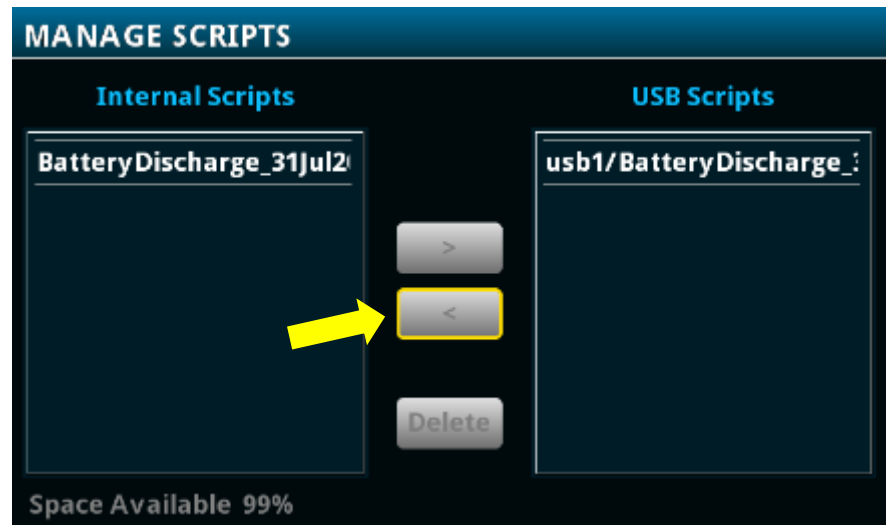 MANAGE SCRIPTS
Internal Scripts
USB Scripts
BatteryDischarge_31Jul2
usb1/BatteryDischarge_
>
<
Delete
Space Available 99%